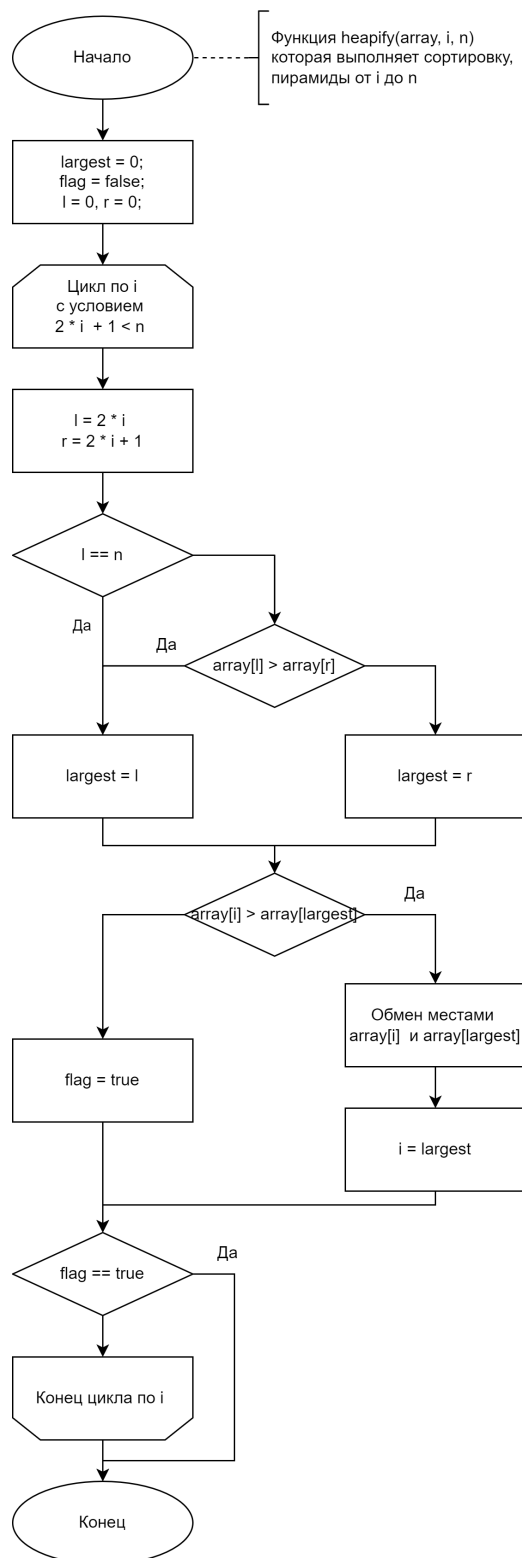 Начало
Функция heapify(array, i, n)
которая выполняет сортировку,
пирамиды от i до n
largest = 0;
flag = false;
l = 0, r = 0;
Цикл по i
с условием
2 * i + 1 < n
l = 2 * i
r = 2 * i + 1
l == n
Да
Да
array[l] > array[r]
largest = l
largest = r
array[i] > array[largest]
Да
Обмен местами
array[i] и array[largest]
flag = true
i = largest
flag == true
Да
Конец цикла по i
Конец